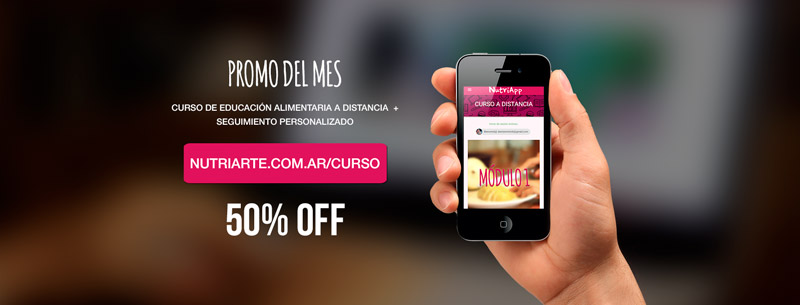 PROMO DEL MES
CURSO DE EDUCACIÓN ALIMENTARIA A DISTANCIA +
SEGUIMIENTO PERSONALIZADO
NUTRIARTE.COM.AR/CURSO
50% OFF
NutriApp
CURSO A DISTANCIA
MÓDULO 1